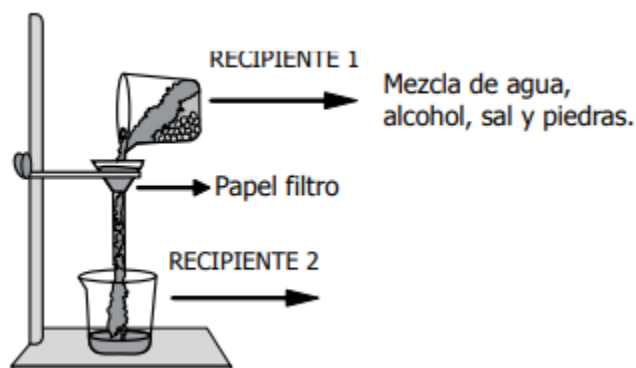 RECIPIENTE 1
Mezcla de agua,
alcohol, sal y piedras.
Papel filtro
RECIPIENTE 2